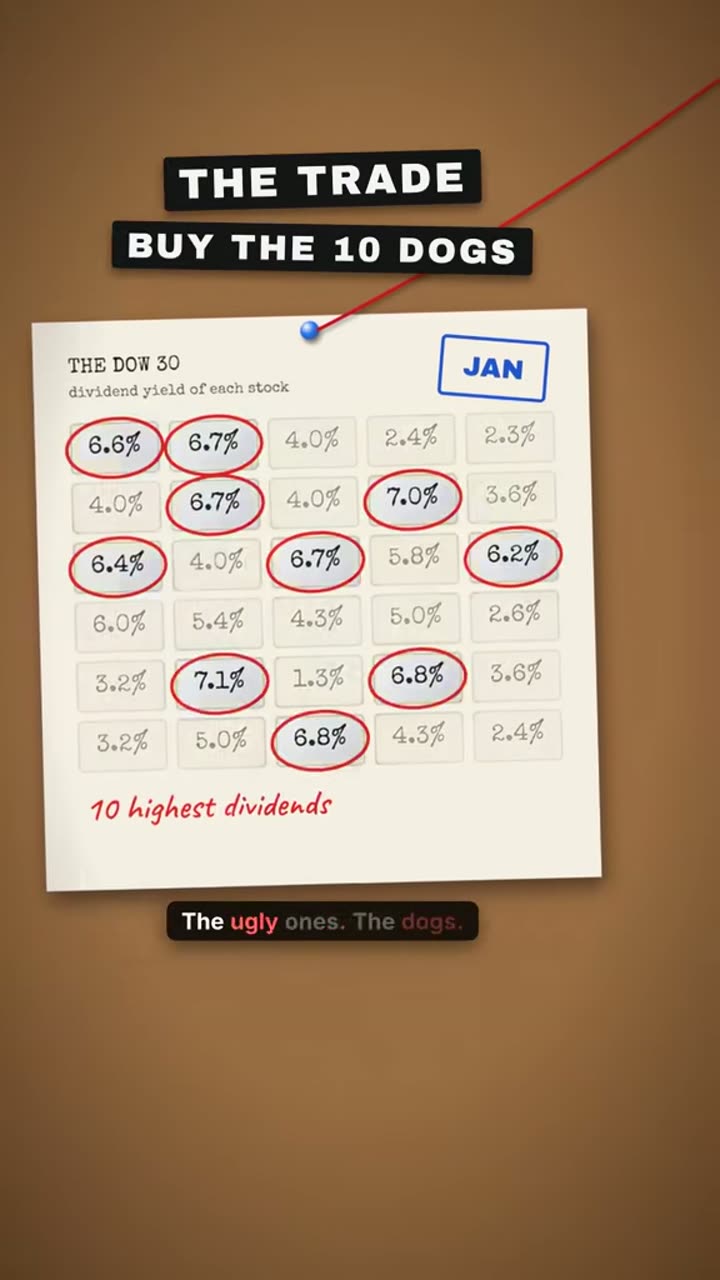 THE TRADE
BUY THE 10 DOGS
THE DOW 30
dividend yield of each stock
JAN
6.6% 6.7% 4.0% 2.4% 2.3%
4.0% 6.7% 4.0% 7.0% 3.6%
6.4% 4.0% 6.7% 5.8% 6.2%
6.0% 5.4% 4.3% 5.0% 2.6%
3.2% 7.1% 1.3% 6.8% 3.6%
3.2% 5.0% 6.8% 4.3% 2.4%
10 highest dividends
The ugly ones. The dogs.